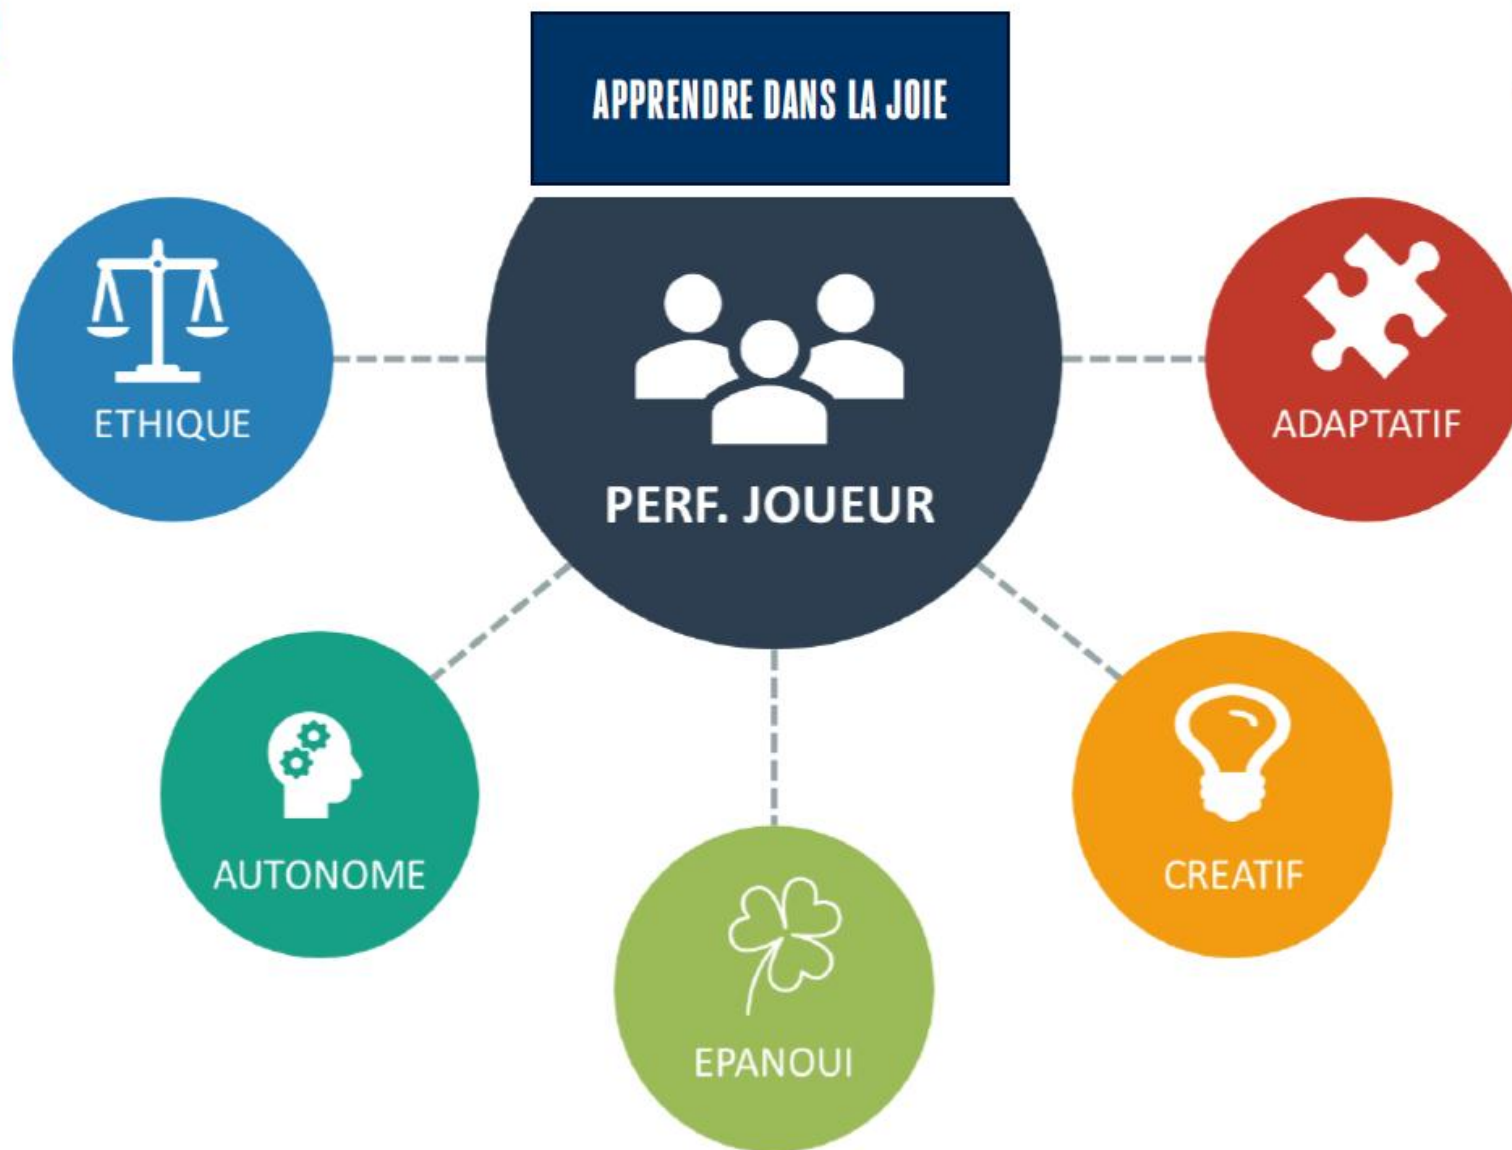 APPRENDRE DANS LA JOIE
ETHIQUE
PERF. JOUEUR
ADAPTATIF
AUTONOME
CREATIF
EPANOUI